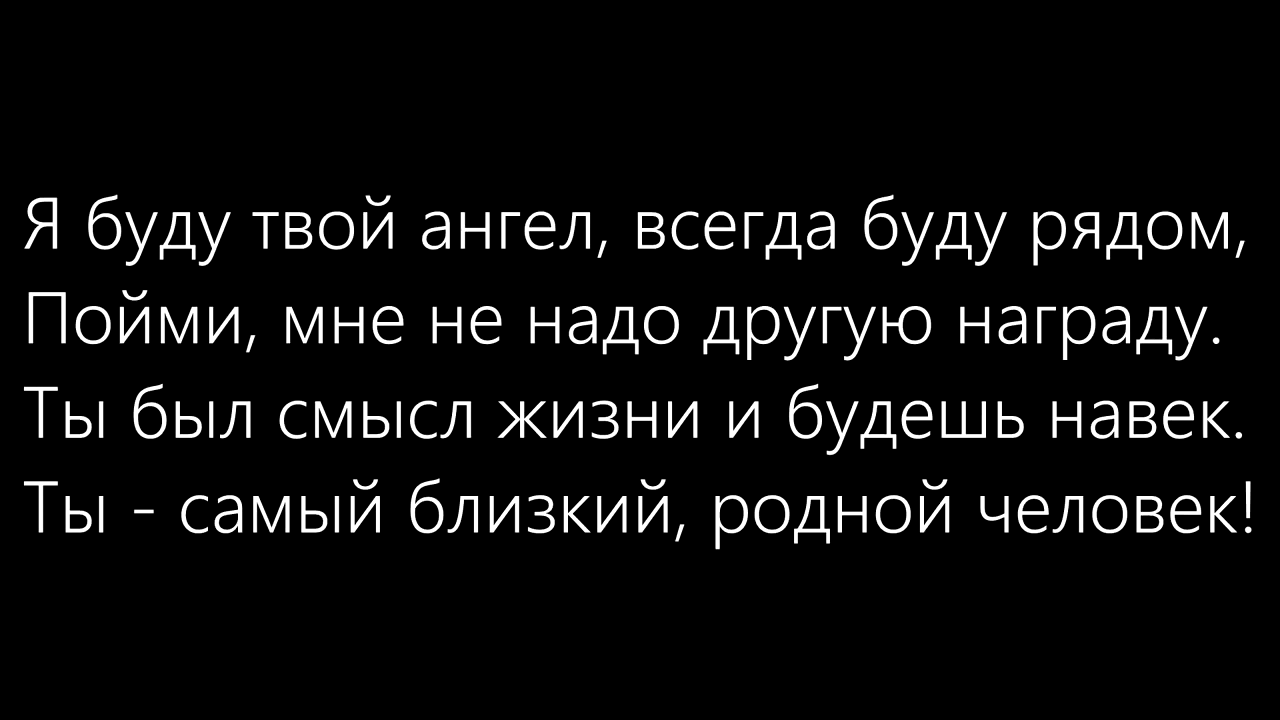 Я буду твой ангел, всегда буду рядом,
Пойми, мне не надо другую награду.
Ты был смысл жизни и будешь навек.
Ты - самый близкий, родной человек!